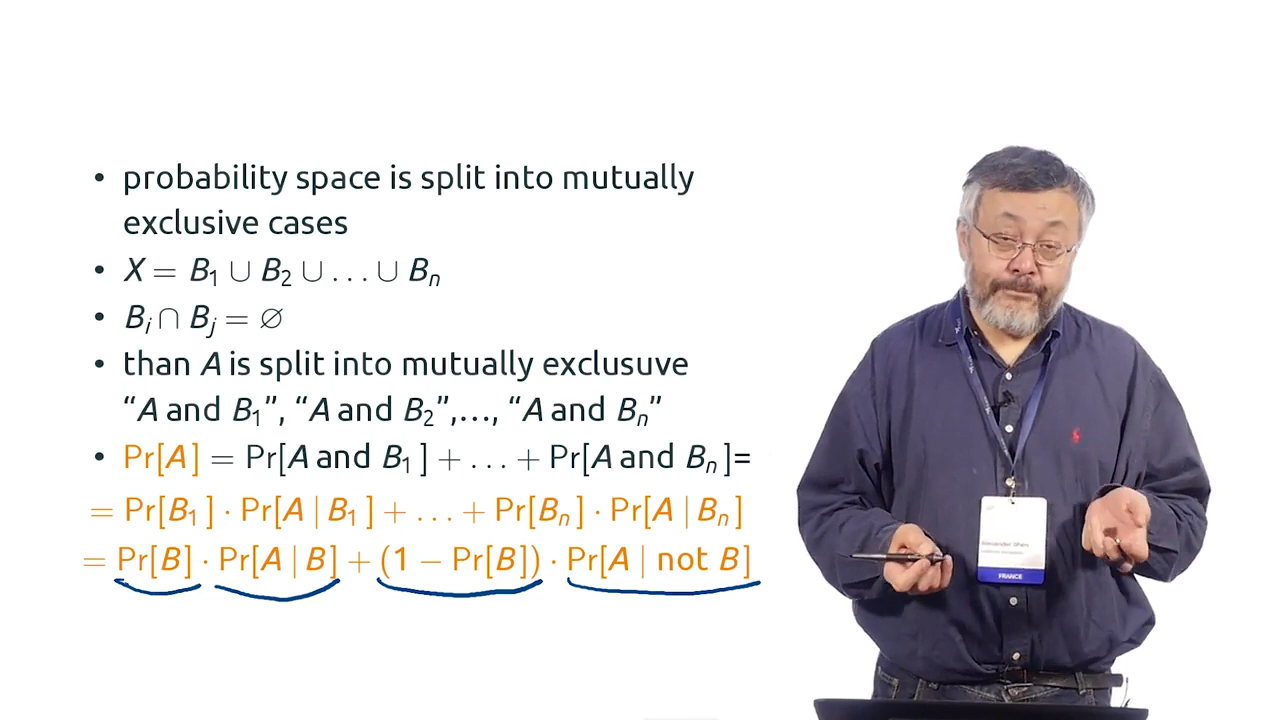 • probability space is split into mutually
exclusive cases
• X = B₁ ∪ B₂ ∪ … ∪ Bₙ
• Bᵢ ∩ Bⱼ = ∅
• than A is split into mutually exclusuve
“A and B₁”, “A and B₂”,…, “A and Bₙ”
• Pr[A] = Pr[A and B₁] + … + Pr[A and Bₙ]=
= Pr[B₁] · Pr[A | B₁] + … + Pr[Bₙ] · Pr[A | Bₙ]
= Pr[B] · Pr[A | B] + (1 − Pr[B]) · Pr[A | not B]
Alexander Shen
FRANCE